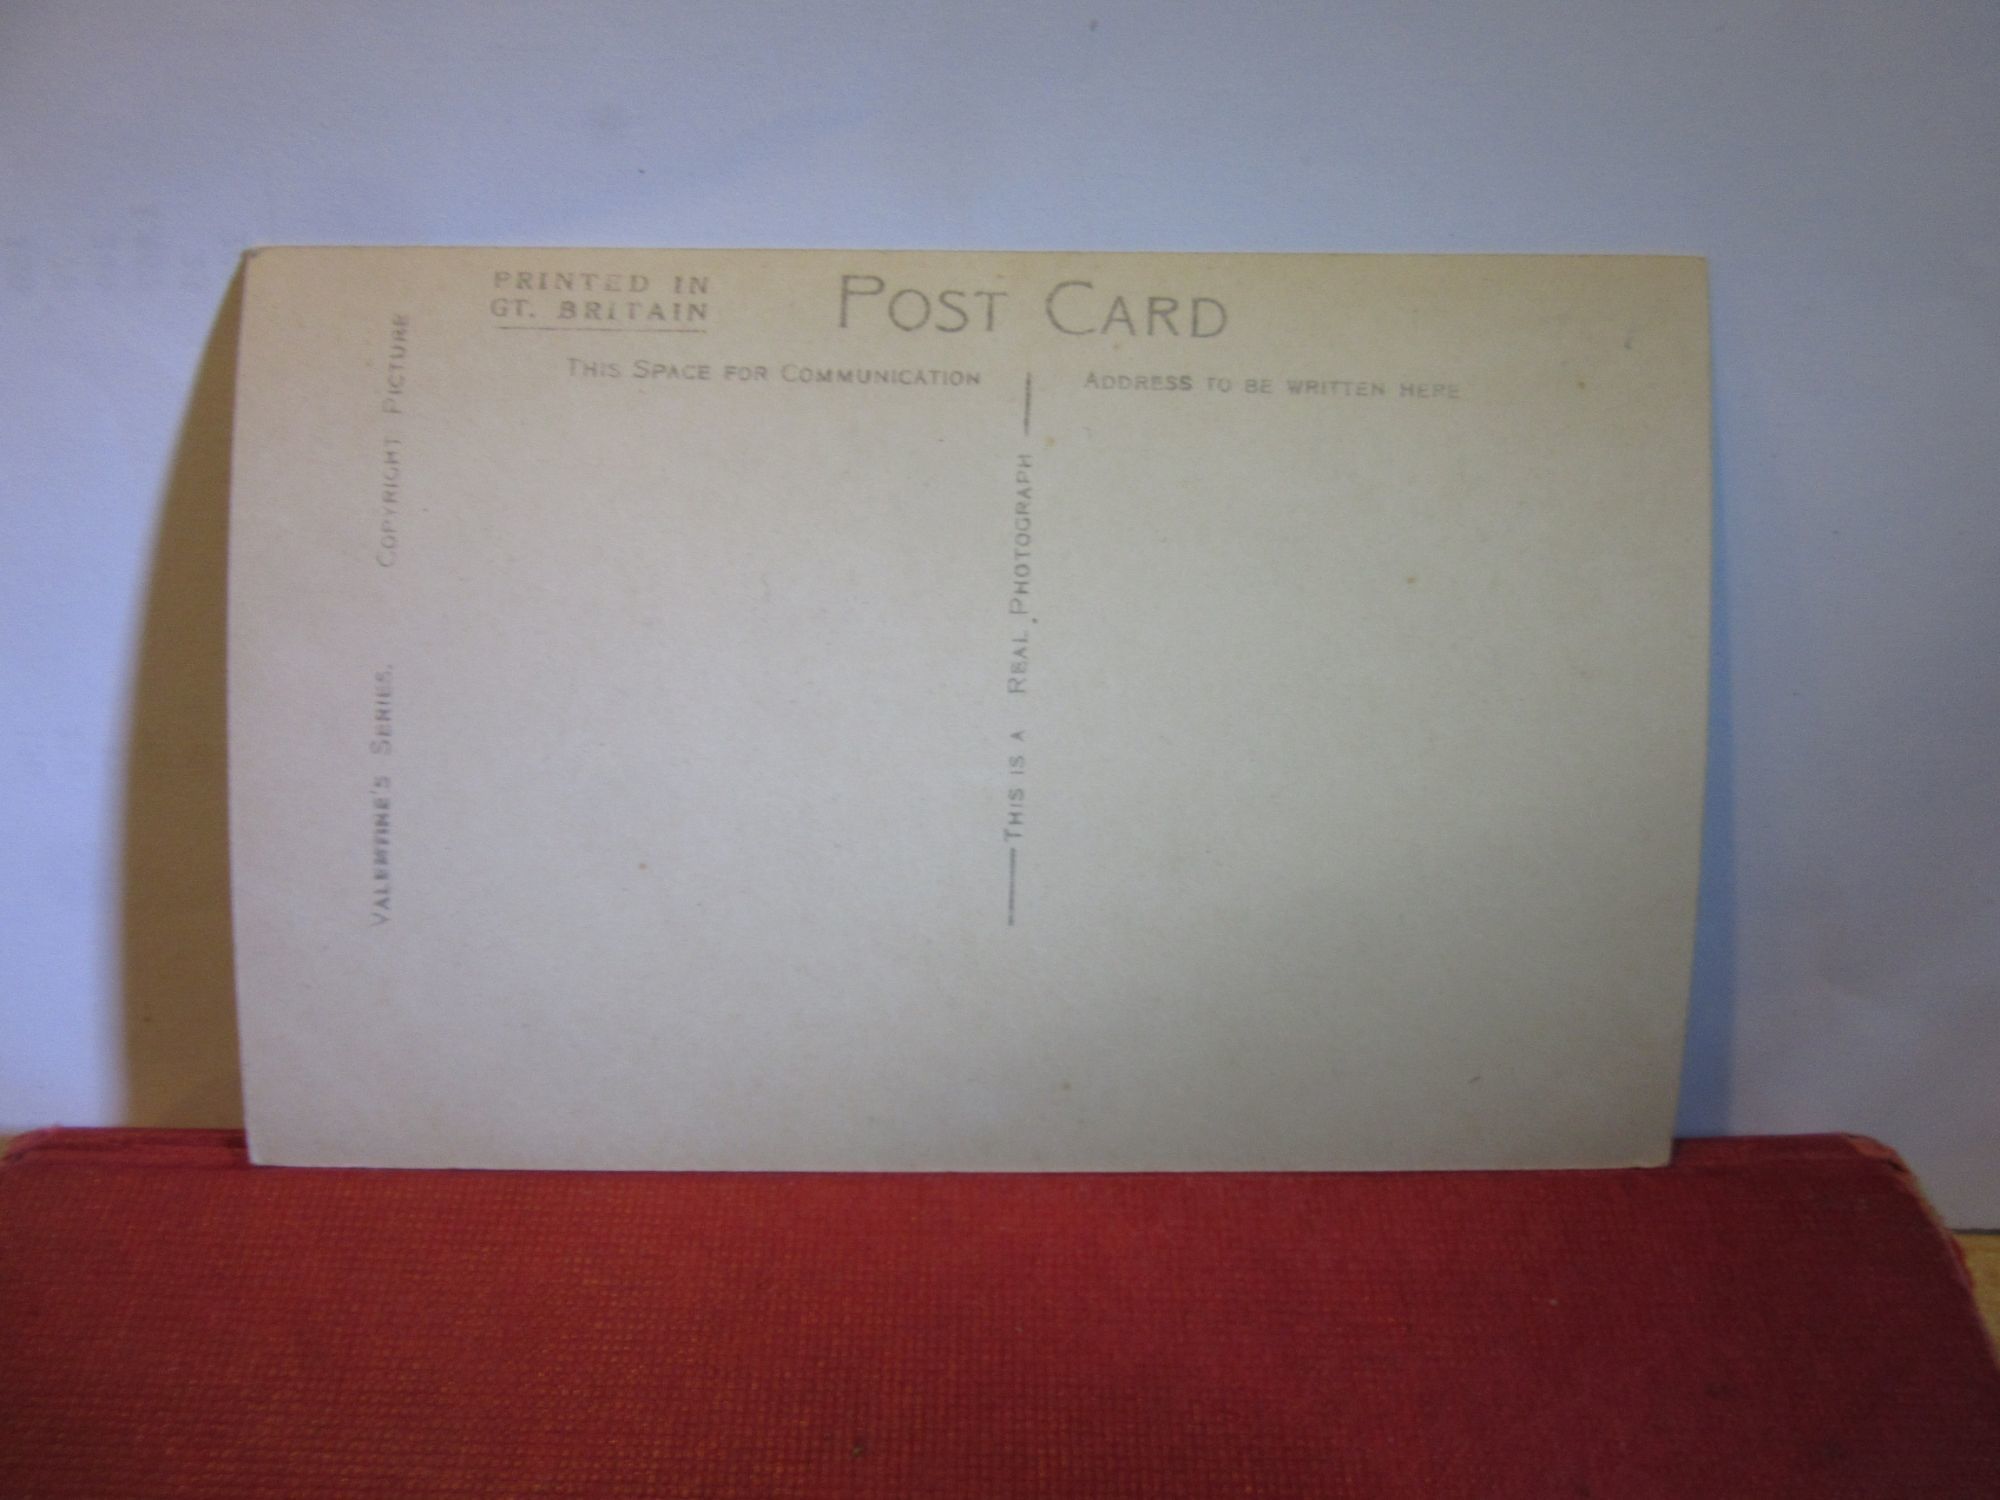 PRINTED IN
GT. BRITAIN
POST CARD
THIS SPACE FOR COMMUNICATION
ADDRESS TO BE WRITTEN HERE
VALENTINE'S SERIES. COPYRIGHT PICTURE
THIS IS A REAL PHOTOGRAPH